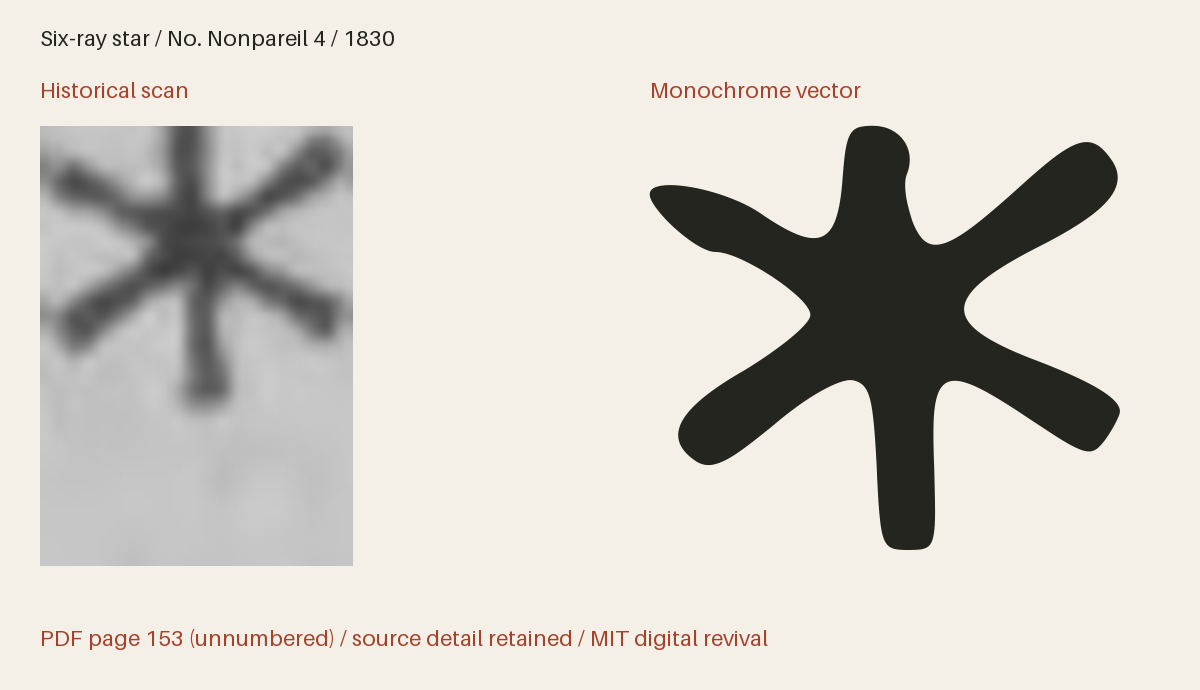 Six-ray star / No. Nonpareil 4 / 1830
Historical scan
Monochrome vector
PDF page 153 (unnumbered) / source detail retained / MIT digital revival